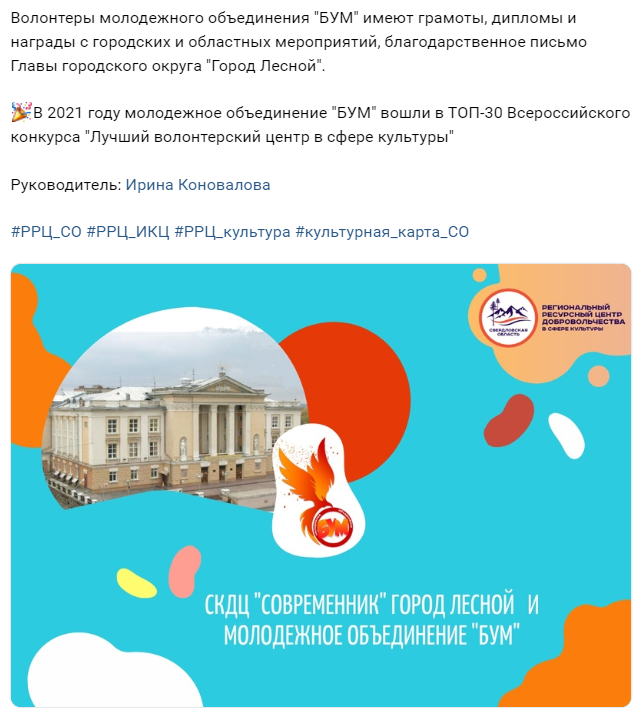 Волонтеры молодежного объединения "БУМ" имеют грамоты, дипломы и
награды с городских и областных мероприятий, благодарственное письмо
Главы городского округа "Город Лесной".
🎉В 2021 году молодежное объединение "БУМ" вошли в ТОП-30 Всероссийского
конкурса "Лучший волонтерский центр в сфере культуры"
Руководитель: Ирина Коновалова
#РРЦ_СО #РРЦ_ИКЦ #РРЦ_культура #культурная_карта_СО
СВЕРДЛОВСКАЯ
ОБЛАСТЬ
РЕГИОНАЛЬНЫЙ
РЕСУРСНЫЙ ЦЕНТР
ДОБРОВОЛЬЧЕСТВА
В СФЕРЕ КУЛЬТУРЫ
БУМ
СКДЦ "СОВРЕМЕННИК" ГОРОД ЛЕСНОЙ И
МОЛОДЕЖНОЕ ОБЪЕДИНЕНИЕ "БУМ"